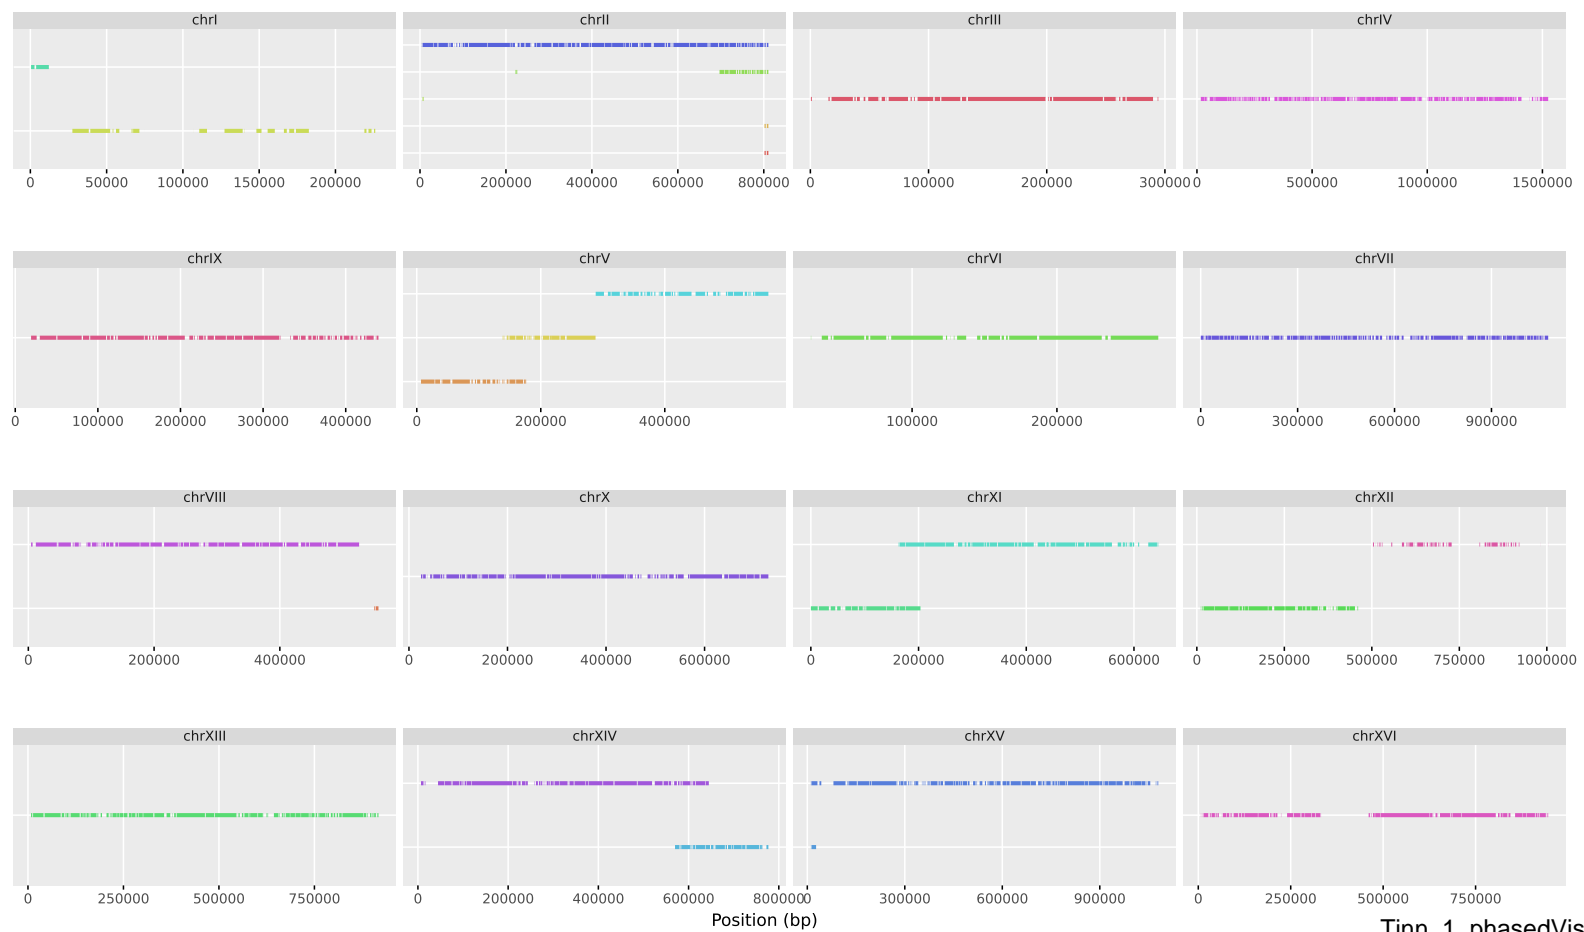 chrI chrII chrIII chrIV
0 50000 100000 150000 200000 0 200000 400000 600000 800000 0 100000 200000 300000 0 500000 1000000 1500000
chrIX chrV chrVI chrVII
0 100000 200000 300000 400000 0 200000 400000 100000 200000 0 300000 600000 900000
chrVIII chrX chrXI chrXII
0 200000 400000 0 200000 400000 600000 0 200000 400000 600000 0 250000 500000 750000 1000000
chrXIII chrXIV chrXV chrXVI
0 250000 500000 750000 0 200000 400000 600000 800000 0 300000 600000 900000 0 250000 500000 750000
Position (bp)
Tinn_1_phasedVis